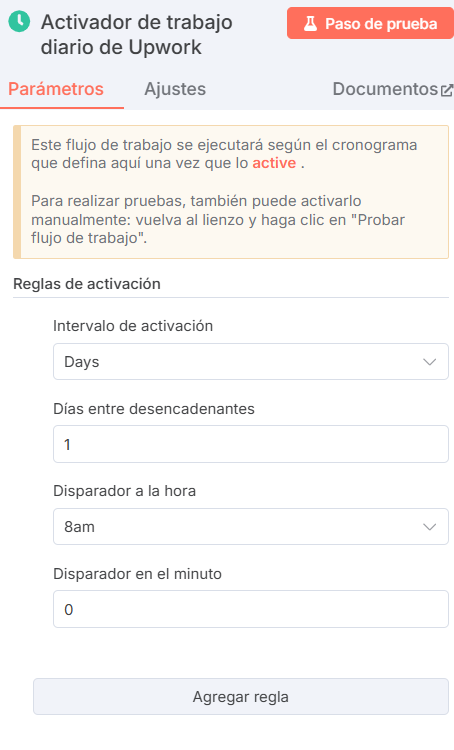 Activador de trabajo
diario de Upwork
Paso de prueba
Parámetros
Ajustes
Documentos
Este flujo de trabajo se ejecutará según el cronograma
que defina aquí una vez que lo active .
Para realizar pruebas, también puede activarlo
manualmente: vuelva al lienzo y haga clic en "Probar
flujo de trabajo".
Reglas de activación
Intervalo de activación
Days
Días entre desencadenantes
1
Disparador a la hora
8am
Disparador en el minuto
0
Agregar regla